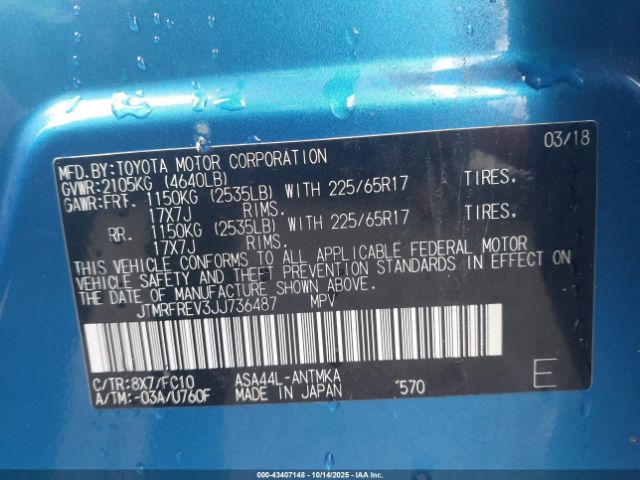 03/18
MFD.BY:TOYOTA MOTOR CORPORATION
GVWR:2105KG (4640LB)
GAWR:FRT. 1150KG (2535LB) WITH 225/65R17 TIRES.
17X7J RIMS.
RR. 1150KG (2535LB) WITH 225/65R17 TIRES.
17X7J RIMS.
THIS VEHICLE CONFORMS TO ALL APPLICABLE FEDERAL MOTOR
VEHICLE SAFETY AND THEFT PREVENTION STANDARDS IN EFFECT ON
THE DATE OF MANUFACTURE SHOWN ABOVE.
JTMRFREV3JJ736487 MPV
C/TR:8X7/FC10 ASA44L-ANTMKA *570
A/TM:-03A/U760F MADE IN JAPAN
E
000-43407148 - 10/14/2025 - IAAI.COM